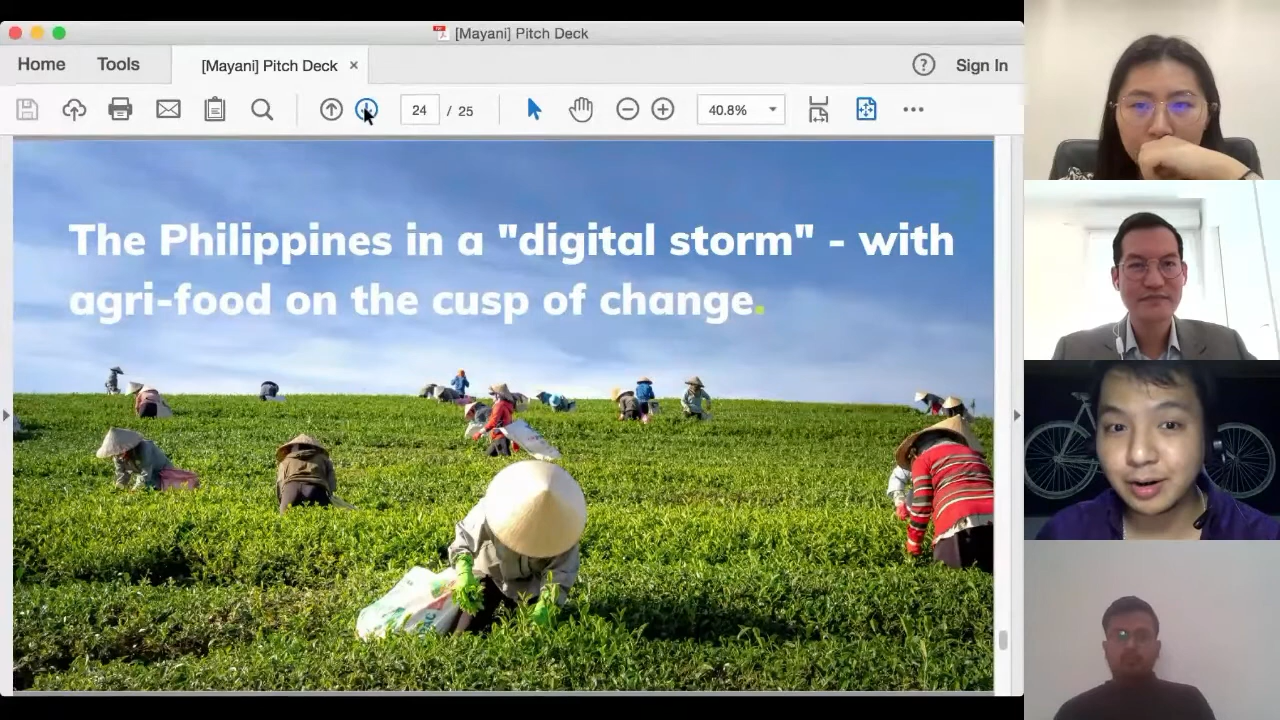 [Mayani] Pitch Deck
Home Tools [Mayani] Pitch Deck × ? Sign In
24 / 25 40.8%
The Philippines in a "digital storm" - with
agri-food on the cusp of change.